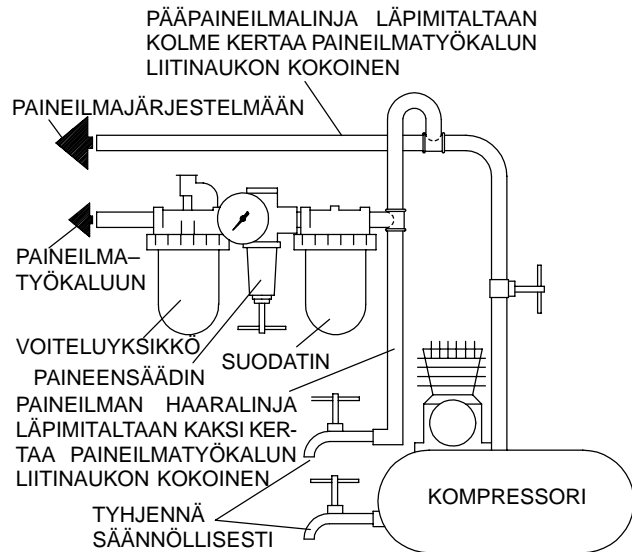 PÄÄPAINEILMALINJA LÄPIMITALTAAN
KOLME KERTAA PAINEILMATYÖKALUN
LIITINAUKON KOKOINEN
PAINEILMAJÄRJESTELMÄÄN
PAINEILMA–
TYÖKALUUN
VOITELUYKSIKKÖ
SUODATIN
PAINEENSÄÄDIN
PAINEILMAN HAARALINJA
LÄPIMITALTAAN KAKSI KER-
TAA PAINEILMATYÖKALUN
LIITINAUKON KOKOINEN
KOMPRESSORI
TYHJENNÄ
SÄÄNNÖLLISESTI